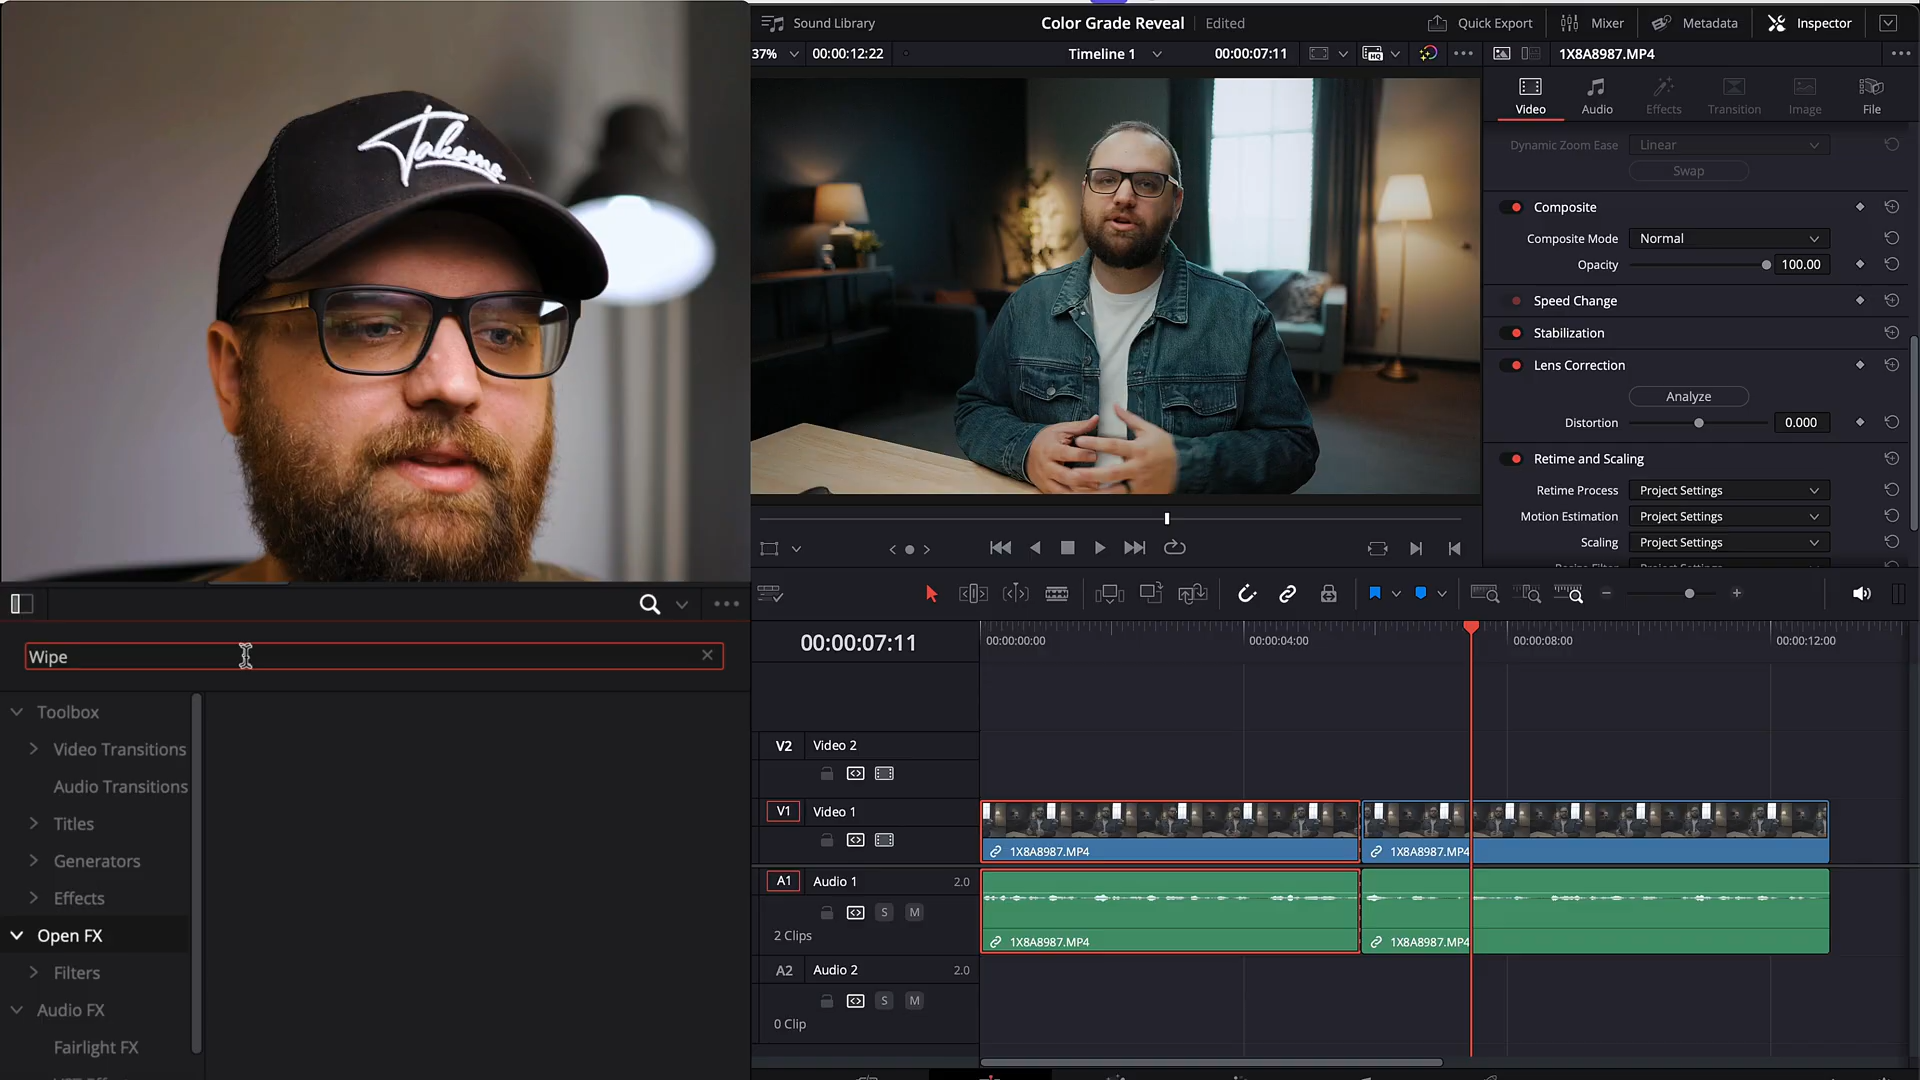 Takomo
Sound Library
Color Grade Reveal
Edited
Quick Export
Mixer
Metadata
Inspector
37%
00:00:12:22
Timeline 1
00:00:07:11
1X8A8987.MP4
Video
Audio
Effects
Transition
Image
File
Dynamic Zoom Ease
Linear
Swap
Composite
Composite Mode
Normal
Opacity
100.00
Speed Change
Stabilization
Lens Correction
Analyze
Distortion
0.000
Retime and Scaling
Retime Process
Project Settings
Motion Estimation
Project Settings
Scaling
Project Settings
Wipe
Toolbox
Video Transitions
Audio Transitions
Titles
Generators
Effects
Open FX
Filters
Audio FX
Fairlight FX
00:00:07:11
00:00:00:00
00:00:04:00
00:00:08:00
00:00:12:00
V2
Video 2
V1
Video 1
1X8A8987.MP4
1X8A8987.MP4
A1
Audio 1
2.0
S
M
2 Clips
1X8A8987.MP4
1X8A8987.MP4
A2
Audio 2
2.0
S
M
0 Clip